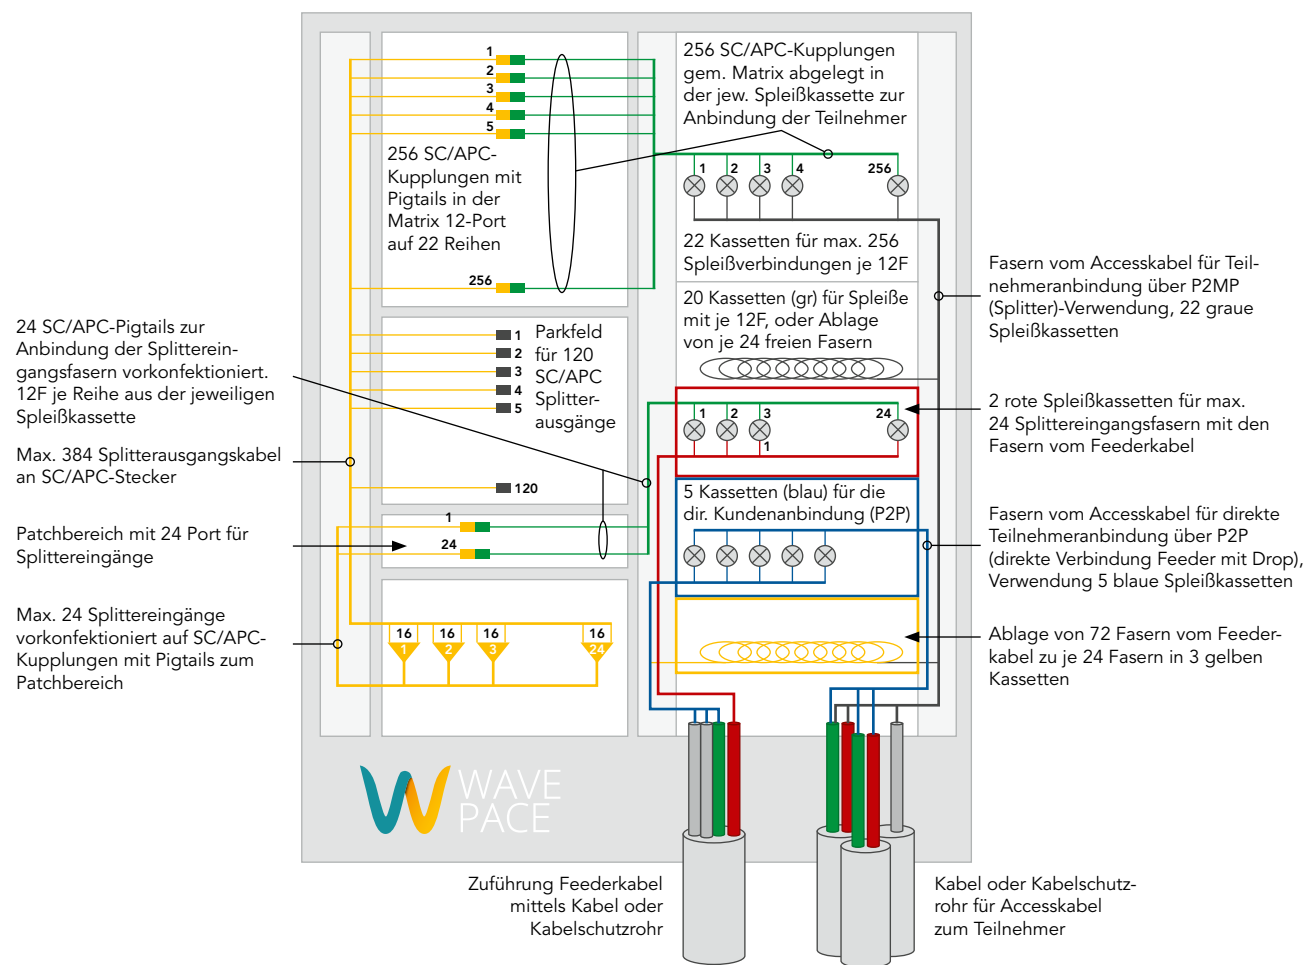 24 SC/APC-Pigtails zur
Anbindung der Splitterein-
gangsfasern vorkonfektioniert.
12F je Reihe aus der jeweiligen
Spleißkassette
Max. 384 Splitterausgangskabel
an SC/APC-Stecker
Patchbereich mit 24 Port für
Splittereingänge
Max. 24 Splittereingänge
vorkonfektioniert auf SC/APC-
Kupplungen mit Pigtails zum
Patchbereich
1
2
3
4
5
256 SC/APC-
Kupplungen mit
Pigtails in der
Matrix 12-Port
auf 22 Reihen
256
1
2
3
4
5
120
Parkfeld
für 120
SC/APC
Splitter-
ausgänge
1
24
16 16 16 16
1 2 3 24
WAVE
PACE
256 SC/APC-Kupplungen
gem. Matrix abgelegt in
der jew. Spleißkassette zur
Anbindung der Teilnehmer
1 2 3 4 256
22 Kassetten für max. 256
Spleißverbindungen je 12F
20 Kassetten (gr) für Spleiße
mit je 12F, oder Ablage
von je 24 freien Fasern
1 2 3 24
1
5 Kassetten (blau) für die
dir. Kundenanbindung (P2P)
Fasern vom Accesskabel für Teil-
nehmeranbindung über P2MP
(Splitter)-Verwendung, 22 graue
Spleißkassetten
2 rote Spleißkassetten für max.
24 Splittereingangsfasern mit den
Fasern vom Feederkabel
Fasern vom Accesskabel für direkte
Teilnehmeranbindung über P2P
(direkte Verbindung Feeder mit Drop),
Verwendung 5 blaue Spleißkassetten
Ablage von 72 Fasern vom Feeder-
kabel zu je 24 Fasern in 3 gelben
Kassetten
Zuführung Feederkabel
mittels Kabel oder
Kabelschutzrohr
Kabel oder Kabelschutz-
rohr für Accesskabel
zum Teilnehmer